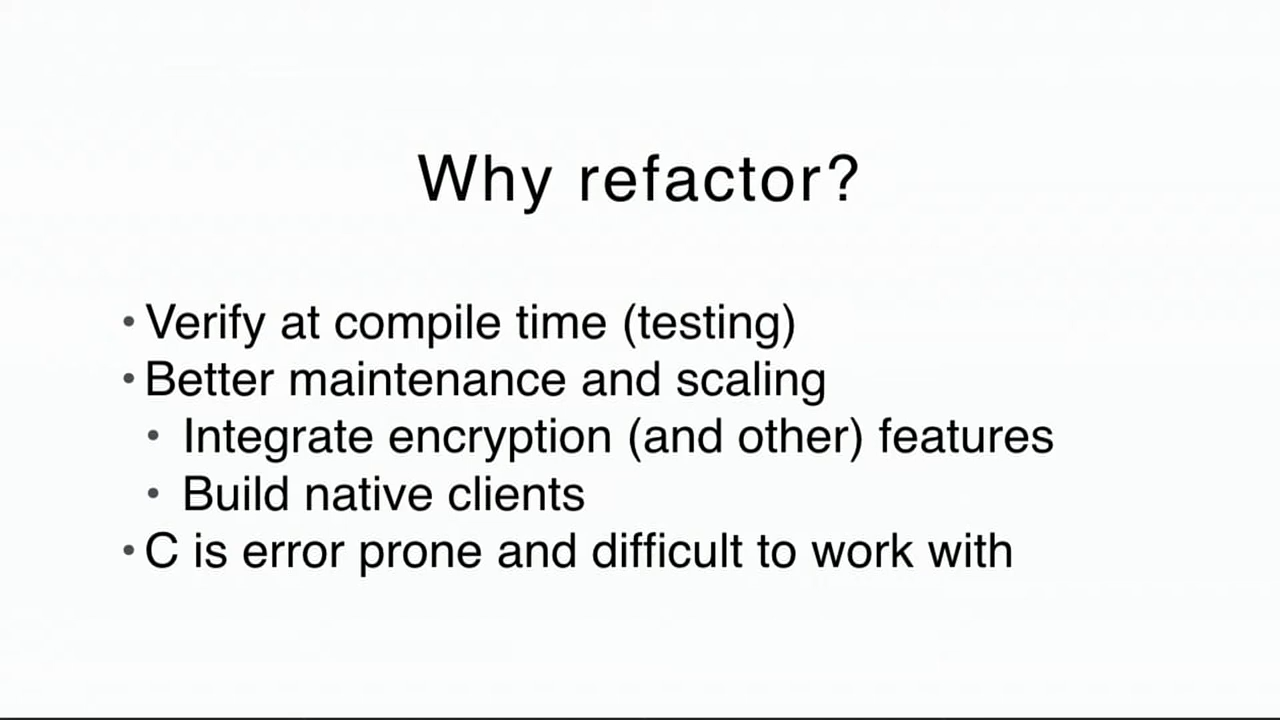 Why refactor?
• Verify at compile time (testing)
• Better maintenance and scaling
• Integrate encryption (and other) features
• Build native clients
• C is error prone and difficult to work with